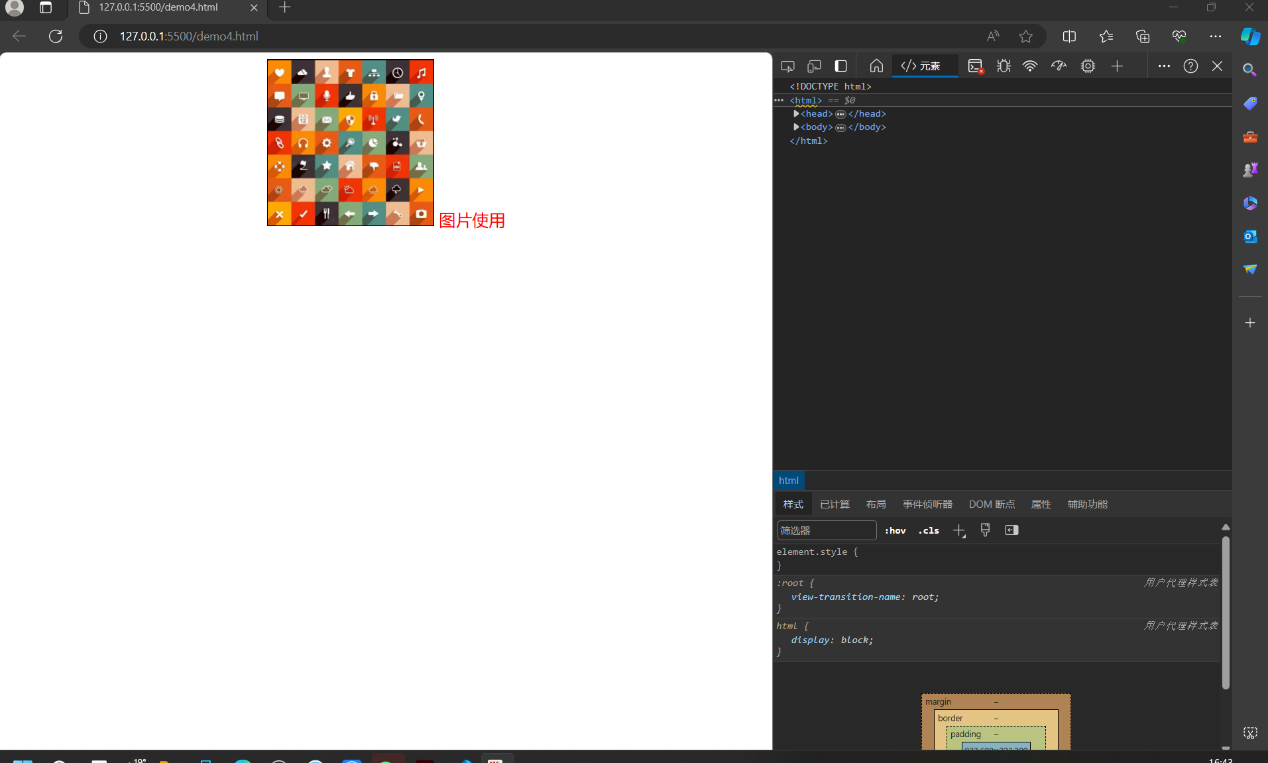 127.0.0.1:5500/demo4.html
127.0.0.1:5500/demo4.html
图片使用
元素
<!DOCTYPE html>
<html> == $0
<head> ••• </head>
<body> ••• </body>
</html>
html
样式 已计算 布局 事件侦听器 DOM 断点 属性 辅助功能
筛选器 :hov .cls
element.style {
}
:root { 用户代理样式表
view-transition-name: root;
}
html { 用户代理样式表
display: block;
}
margin –
border –
padding –
16:43